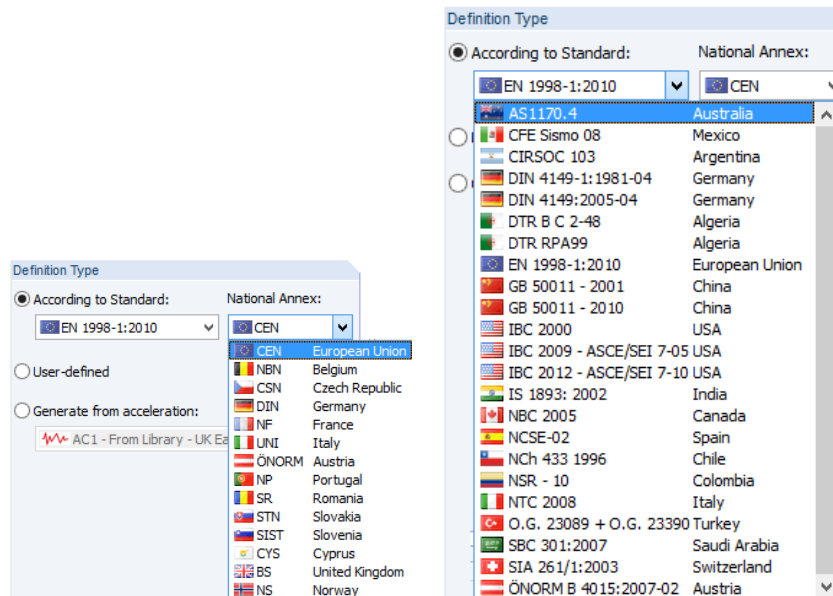 Definition Type
According to Standard: National Annex:
EN 1998-1:2010 CEN
CEN European Union
NBN Belgium
CSN Czech Republic
DIN Germany
NF France
UNI Italy
ÖNORM Austria
NP Portugal
SR Romania
STN Slovakia
SIST Slovenia
CYS Cyprus
BS United Kingdom
NS Norway
User-defined
Generate from acceleration:
AC1 - From Library - UK Ea
Definition Type
According to Standard: National Annex:
EN 1998-1:2010 CEN
AS1170.4 Australia
CFE Sismo 08 Mexico
CIRSOC 103 Argentina
DIN 4149-1:1981-04 Germany
DIN 4149:2005-04 Germany
DTR B C 2-48 Algeria
DTR RPA99 Algeria
EN 1998-1:2010 European Union
GB 50011 - 2001 China
GB 50011 - 2010 China
IBC 2000 USA
IBC 2009 - ASCE/SEI 7-05 USA
IBC 2012 - ASCE/SEI 7-10 USA
IS 1893: 2002 India
NBC 2005 Canada
NCSE-02 Spain
NCh 433 1996 Chile
NSR - 10 Colombia
NTC 2008 Italy
O.G. 23089 + O.G. 23390 Turkey
SBC 301:2007 Saudi Arabia
SIA 261/1:2003 Switzerland
ÖNORM B 4015:2007-02 Austria